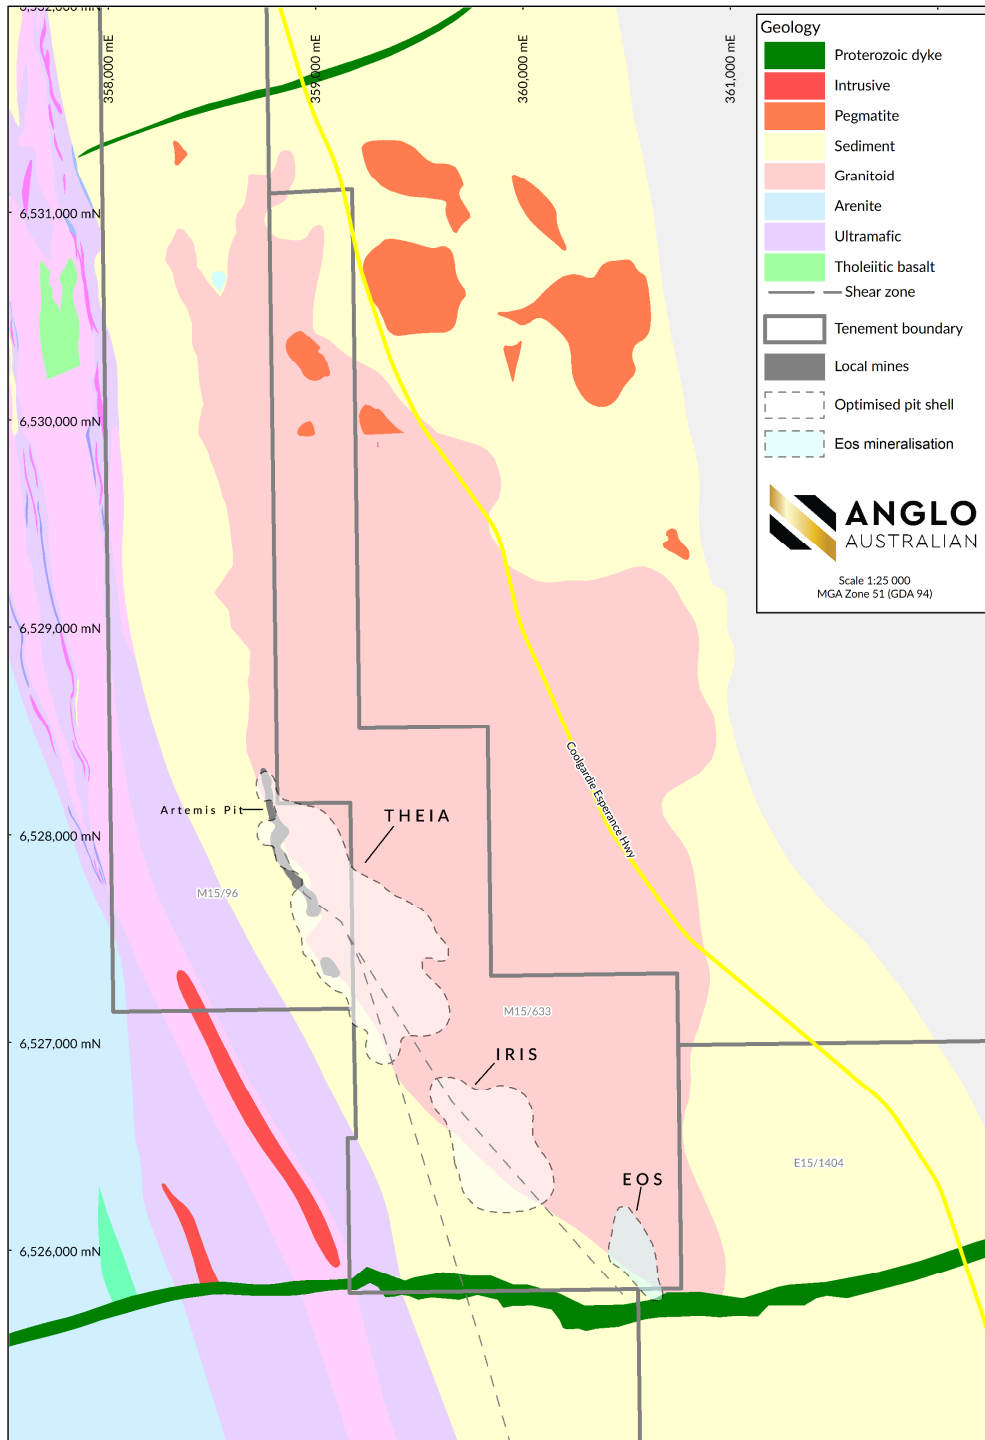 6,532,000 mN
358,000 mE
359,000 mE
360,000 mE
361,000 mE
Geology
Proterozoic dyke
Intrusive
Pegmatite
Sediment
Granitoid
Arenite
Ultramafic
Tholeiitic basalt
Shear zone
Tenement boundary
Local mines
Optimised pit shell
Eos mineralisation
ANGLO
AUSTRALIAN
Scale 1:25 000
MGA Zone 51 (GDA 94)
6,531,000 mN
6,530,000 mN
6,529,000 mN
Coolgardie Esperance Hwy
Artemis Pit
THEIA
6,528,000 mN
M15/96
M15/633
6,527,000 mN
IRIS
E15/1404
EOS
6,526,000 mN